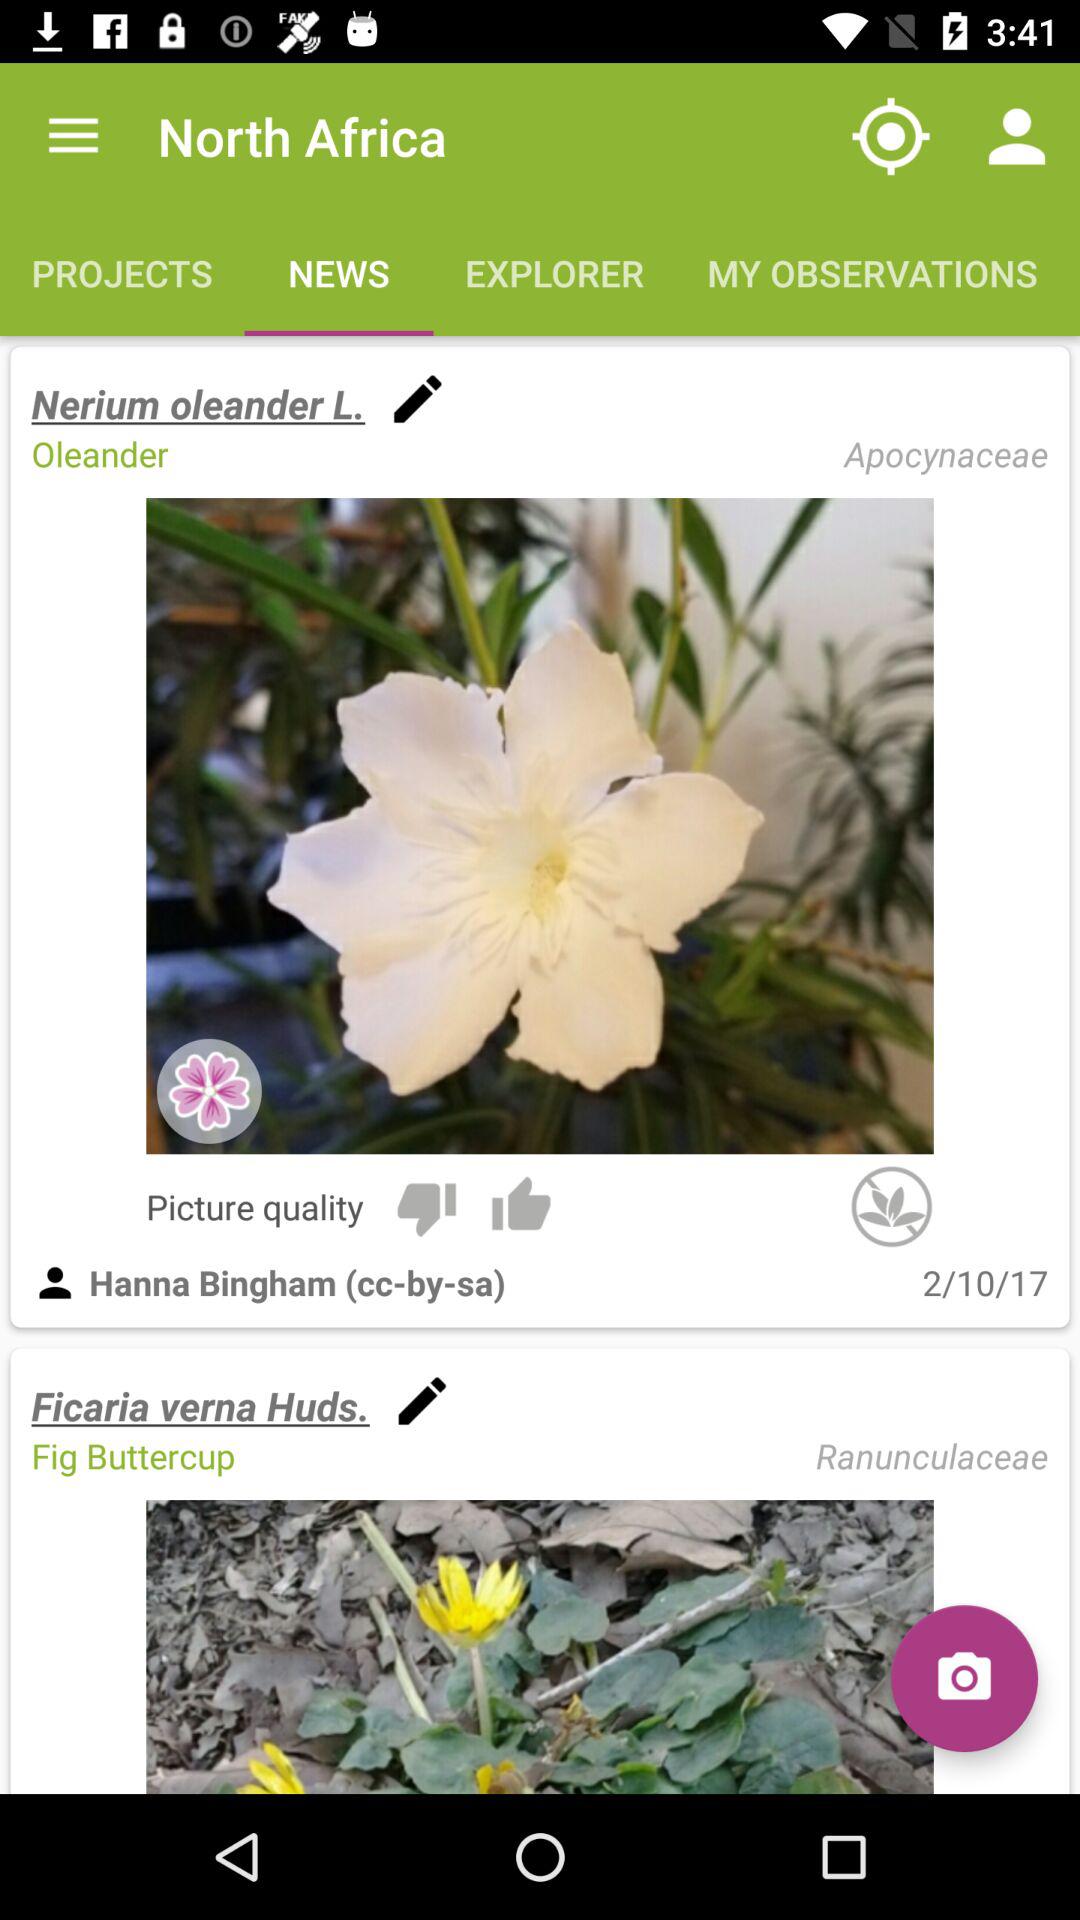 FAKE
3:41
North Africa
PROJECTS NEWS EXPLORER MY OBSERVATIONS
Nerium oleander L.
Oleander Apocynaceae
Picture quality
Hanna Bingham (cc-by-sa) 2/10/17
Ficaria verna Huds.
Fig Buttercup Ranunculaceae